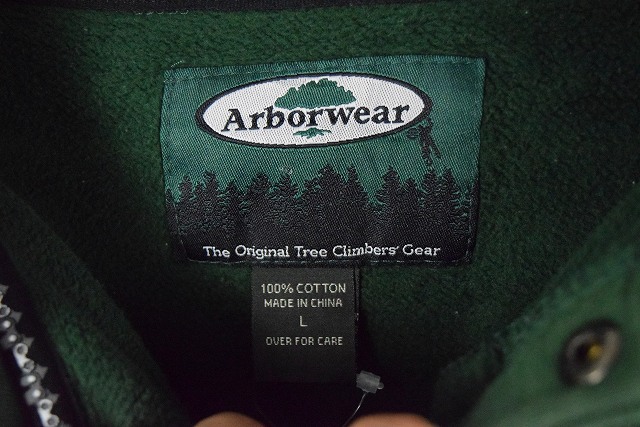 Arborwear
The Original Tree Climbers' Gear
100% COTTON
MADE IN CHINA
L
OVER FOR CARE